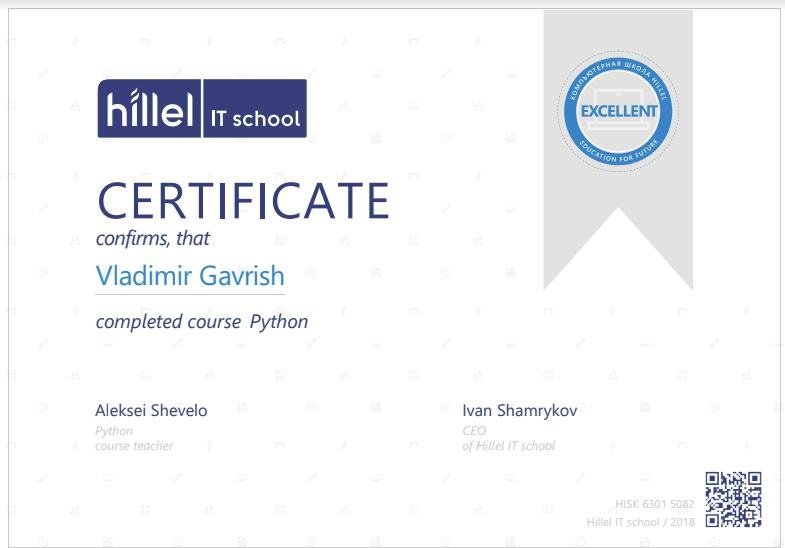 hillel IT school
КОМПЬЮТЕРНАЯ ШКОЛА HILLEL
EXCELLENT
EDUCATION FOR FUTURE
CERTIFICATE
confirms, that
Vladimir Gavrish
completed course Python
Aleksei Shevelo
Python
course teacher
Ivan Shamrykov
CEO
of Hillel IT school
HISK 6301 5082
Hillel IT school / 2018